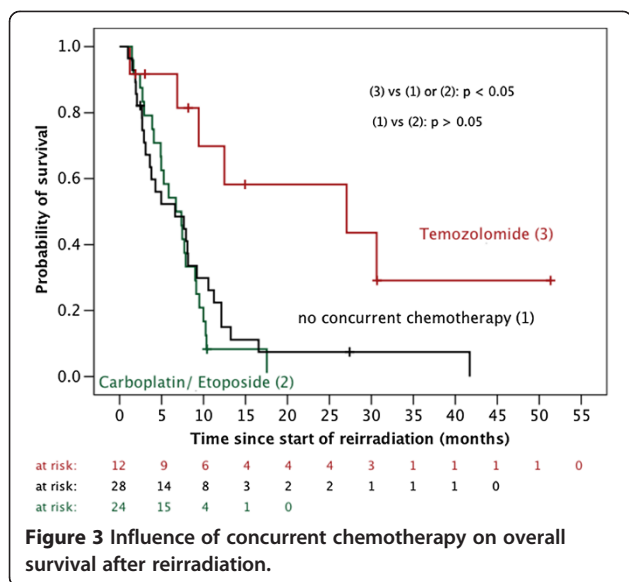 1.0
0.8
0.6
0.4
0.2
0.0
Probability of survival
(3) vs (1) or (2): p < 0.05
(1) vs (2): p > 0.05
Temozolomide (3)
no concurrent chemotherapy (1)
Carboplatin/ Etoposide (2)
0 5 10 15 20 25 30 35 40 45 50 55
Time since start of reirradiation (months)
at risk: 12 9 6 4 4 4 3 1 1 1 1 0
at risk: 28 14 8 3 2 2 1 1 1 0
at risk: 24 15 4 1 0
Figure 3 Influence of concurrent chemotherapy on overall
survival after reirradiation.